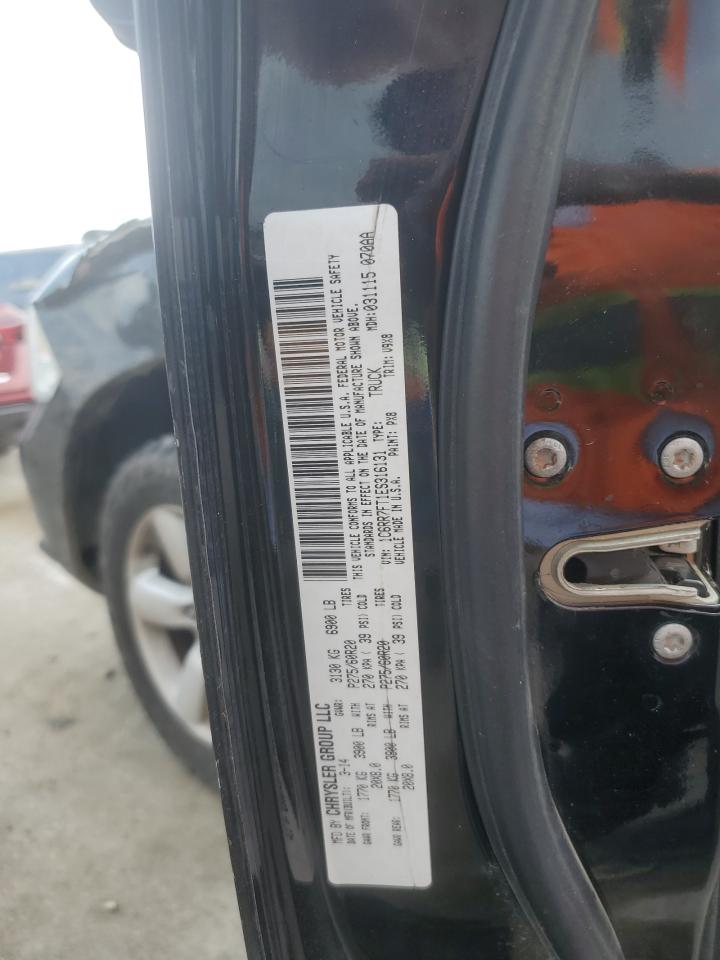 MFD BY CHRYSLER GROUP LLC
DATE OF MFR(BUILT): 3-14 GVWR: 3130 KG 6900 LB
GAWR FRONT: 1770 KG 3900 LB WITH P275/60R20 TIRES
20X8.0 RIMS AT 270 KPA ( 39 PSI) COLD
GAWR REAR: 1770 KG 3900 LB WITH P275/60R20
20X8.0 RIMS AT 270 KPA ( 39 PSI) COLD
THIS VEHICLE CONFORMS TO ALL APPLICABLE U.S.A. FEDERAL MOTOR VEHICLE SAFETY
STANDARDS IN EFFECT ON THE DATE OF MANUFACTURE SHOWN ABOVE.
VIN: 1C6RR7FT1ES316131 TYPE: TRUCK MDH: 031115 070AA
VEHICLE MADE IN U.S.A. PAINT: PX8 TRIM: V9X8